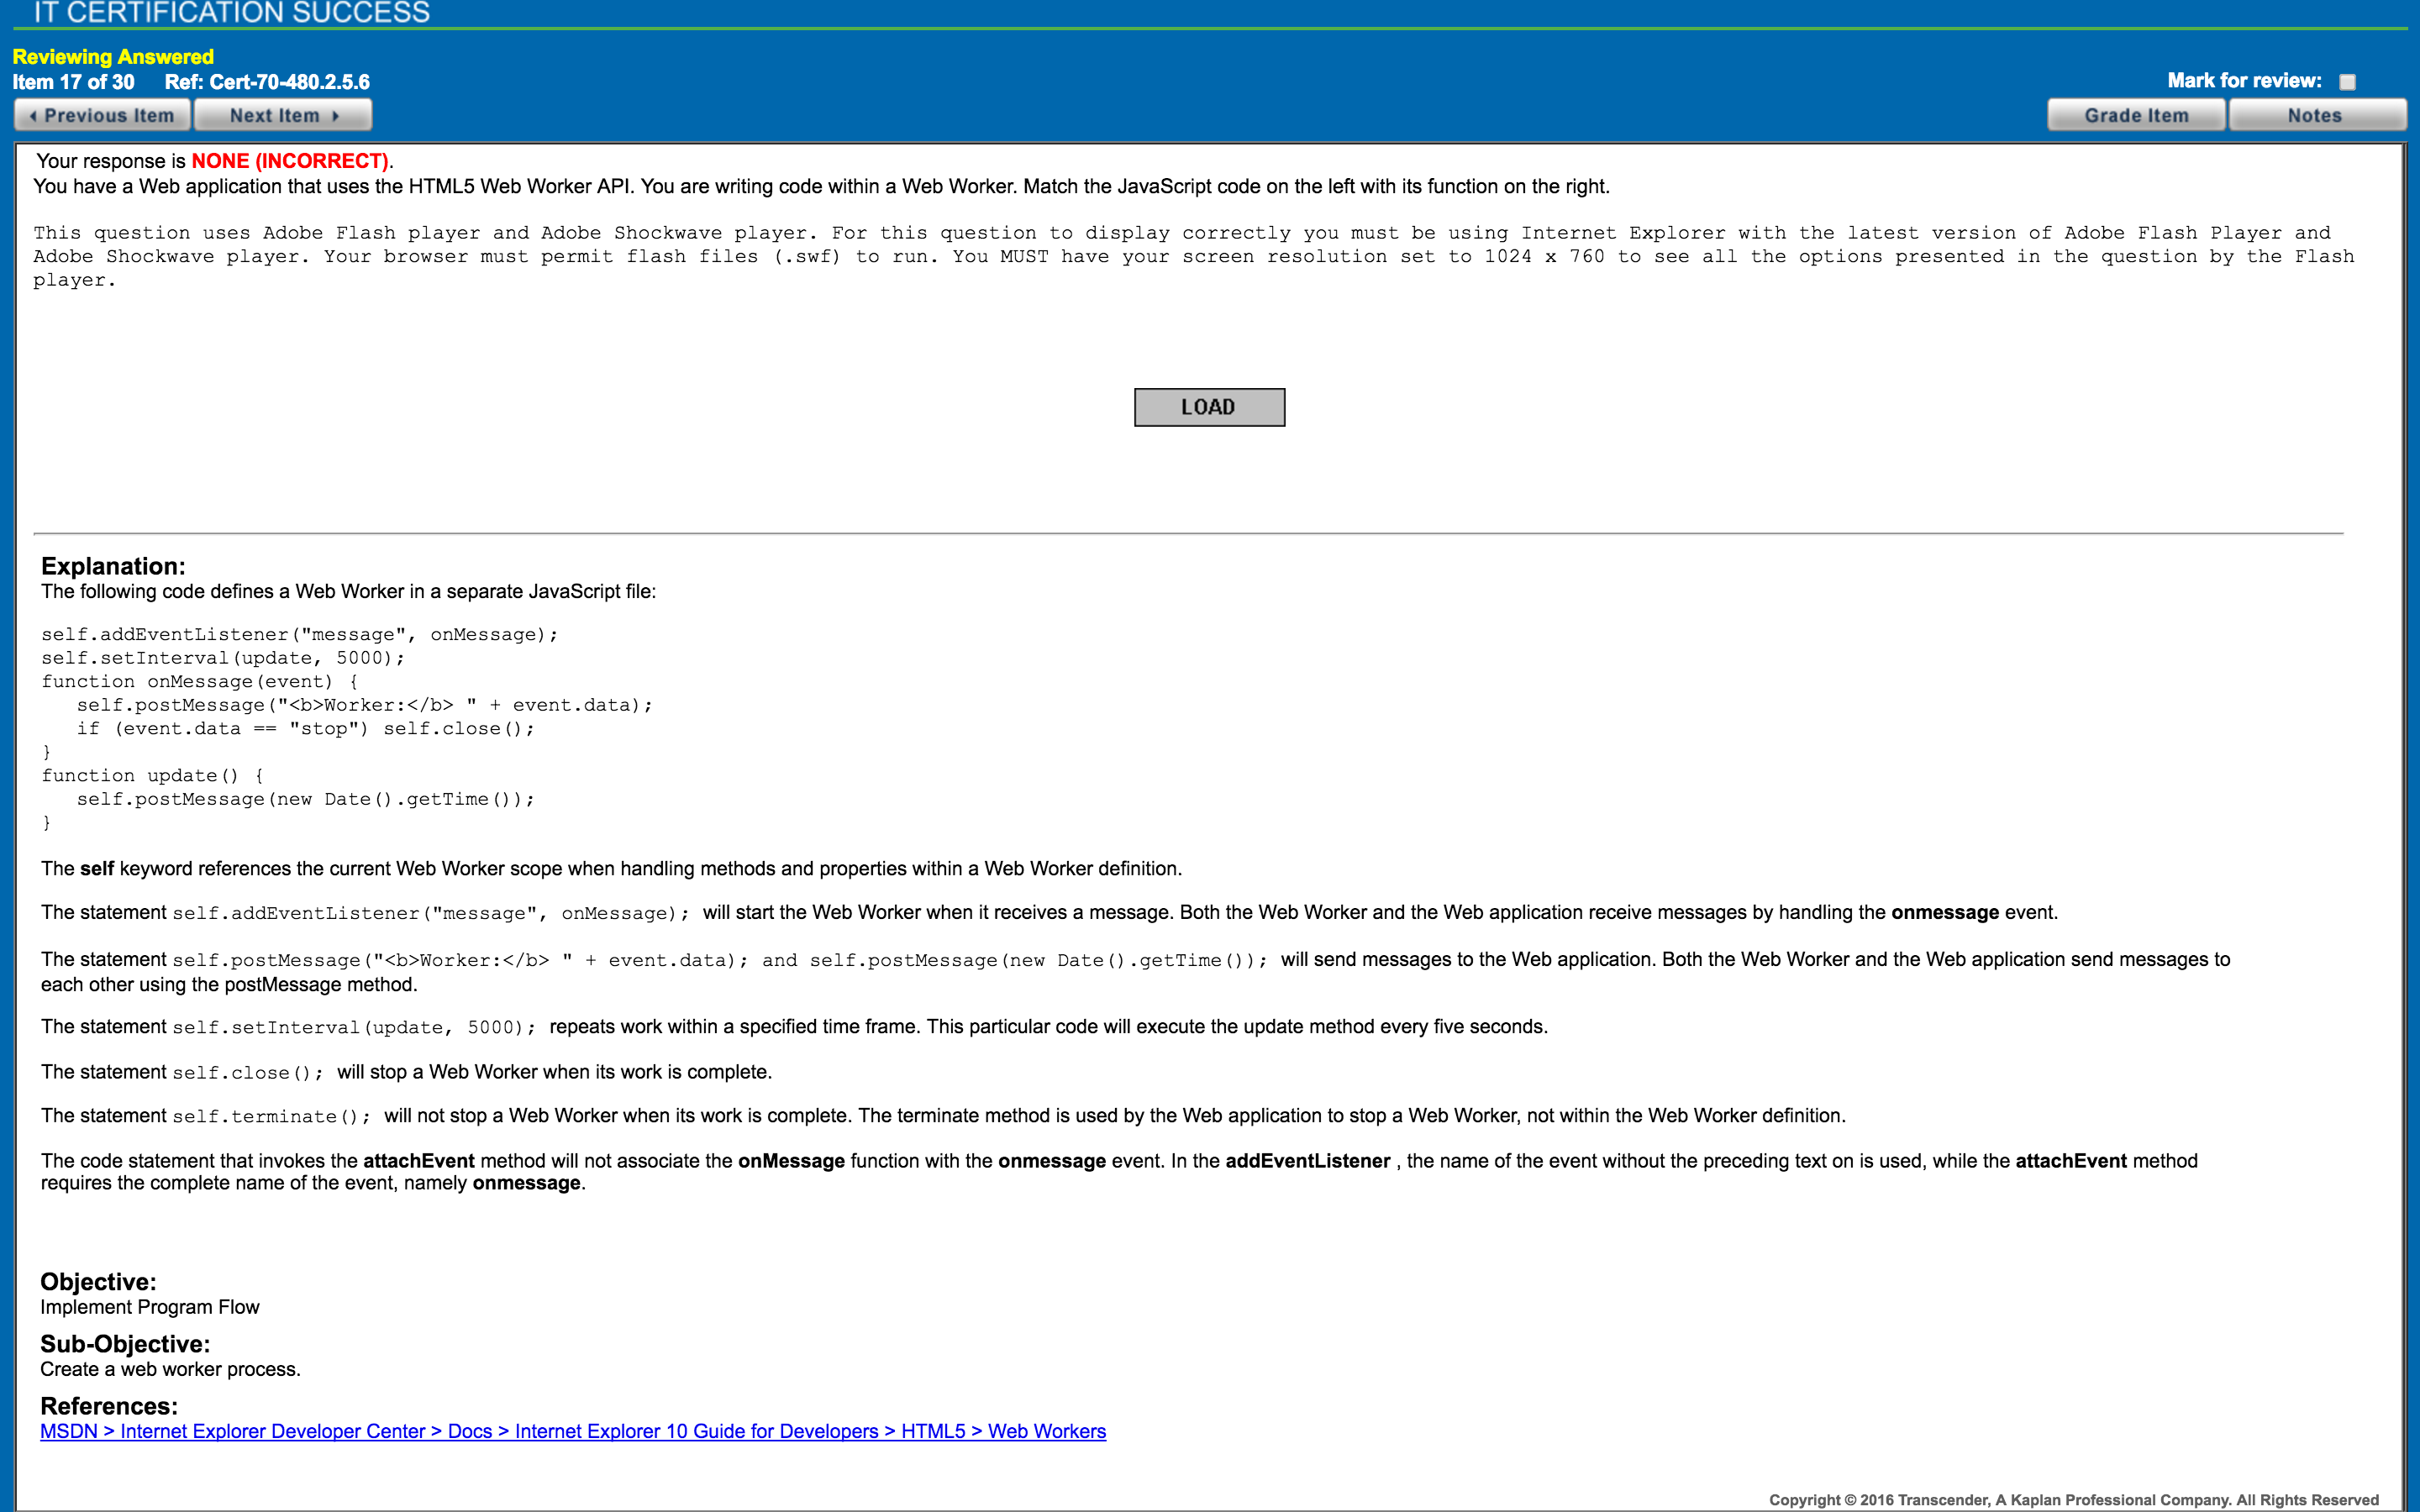 IT CERTIFICATION SUCCESS
Reviewing Answered
Item 17 of 30 Ref: Cert-70-480.2.5.6
Mark for review:
Previous Item Next Item Grade Item Notes
Your response is NONE (INCORRECT).
You have a Web application that uses the HTML5 Web Worker API. You are writing code within a Web Worker. Match the JavaScript code on the left with its function on the right.
This question uses Adobe Flash player and Adobe Shockwave player. For this question to display correctly you must be using Internet Explorer with the latest version of Adobe Flash Player and
Adobe Shockwave player. Your browser must permit flash files (.swf) to run. You MUST have your screen resolution set to 1024 x 760 to see all the options presented in the question by the Flash
player.
LOAD
Explanation:
The following code defines a Web Worker in a separate JavaScript file:
self.addEventListener("message", onMessage);
self.setInterval(update, 5000);
function onMessage(event) {
   self.postMessage("<b>Worker:</b> " + event.data);
   if (event.data == "stop") self.close();
}
function update() {
   self.postMessage(new Date().getTime());
}
The self keyword references the current Web Worker scope when handling methods and properties within a Web Worker definition.
The statement self.addEventListener("message", onMessage); will start the Web Worker when it receives a message. Both the Web Worker and the Web application receive messages by handling the onmessage event.
The statement self.postMessage("<b>Worker:</b> " + event.data); and self.postMessage(new Date().getTime()); will send messages to the Web application. Both the Web Worker and the Web application send messages to
each other using the postMessage method.
The statement self.setInterval(update, 5000); repeats work within a specified time frame. This particular code will execute the update method every five seconds.
The statement self.close(); will stop a Web Worker when its work is complete.
The statement self.terminate(); will not stop a Web Worker when its work is complete. The terminate method is used by the Web application to stop a Web Worker, not within the Web Worker definition.
The code statement that invokes the attachEvent method will not associate the onMessage function with the onmessage event. In the addEventListener , the name of the event without the preceding text on is used, while the attachEvent method
requires the complete name of the event, namely onmessage.
Objective:
Implement Program Flow
Sub-Objective:
Create a web worker process.
References:
MSDN > Internet Explorer Developer Center > Docs > Internet Explorer 10 Guide for Developers > HTML5 > Web Workers
Copyright © 2016 Transcender, A Kaplan Professional Company. All Rights Reserved